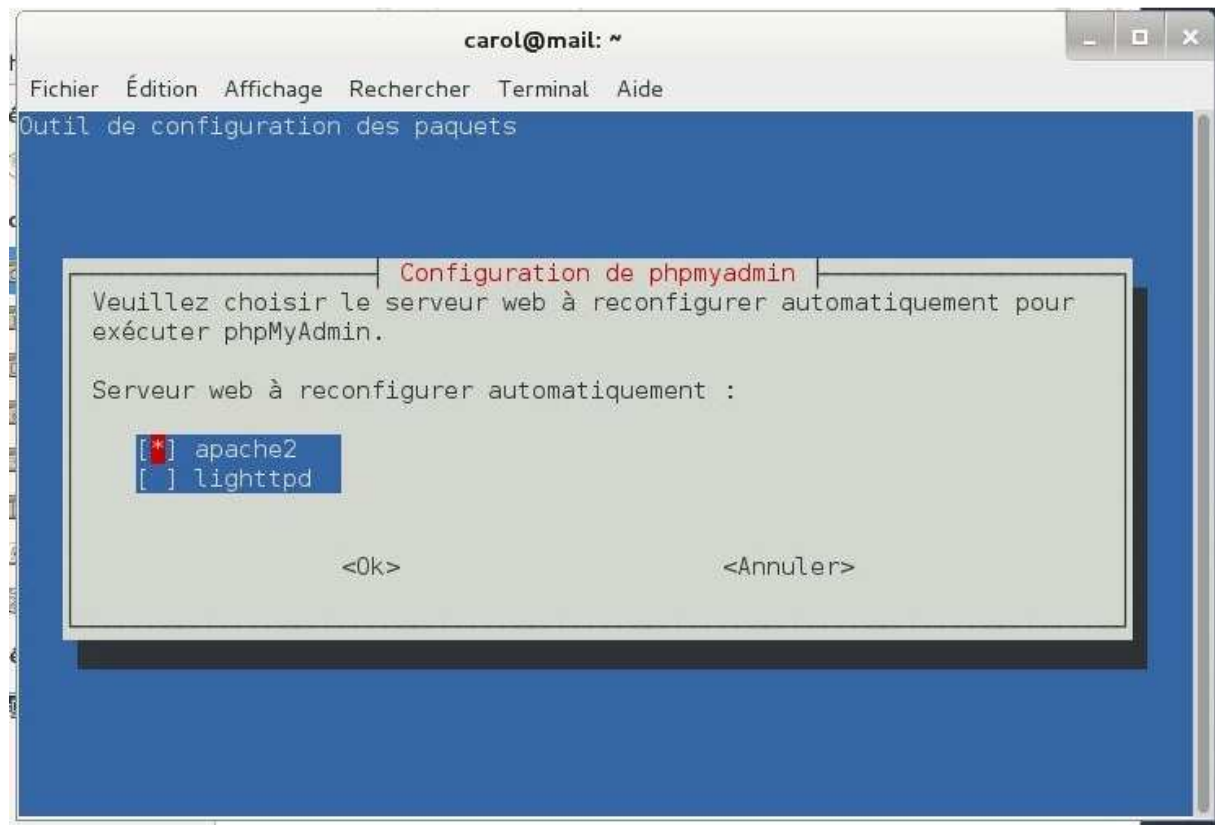 carol@mail: ~
Fichier Édition Affichage Rechercher Terminal Aide
Outil de configuration des paquets
Configuration de phpmyadmin
Veuillez choisir le serveur web à reconfigurer automatiquement pour
exécuter phpMyAdmin.
Serveur web à reconfigurer automatiquement :
[*] apache2
[ ] lighttpd
<Ok> <Annuler>